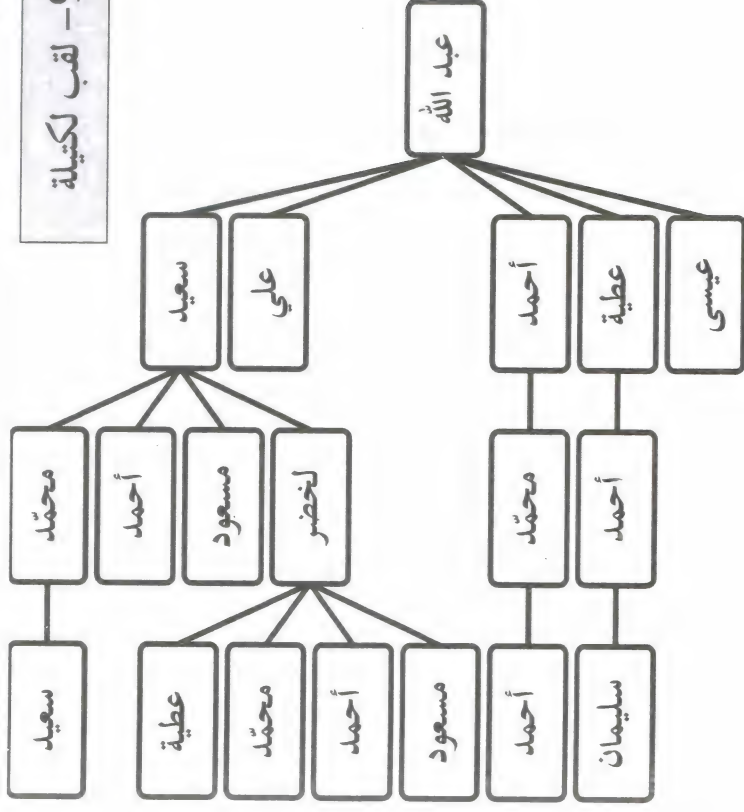 - لقب لكتيلة
سعيد
عطية
محمّد
أحمد
مسعود
أحمد
سليمان
محمّد
أحمد
مسعود
لخضر
محمّد
أحمد
سعيد
علي
أحمد
عطية
عيسى
عبد الله